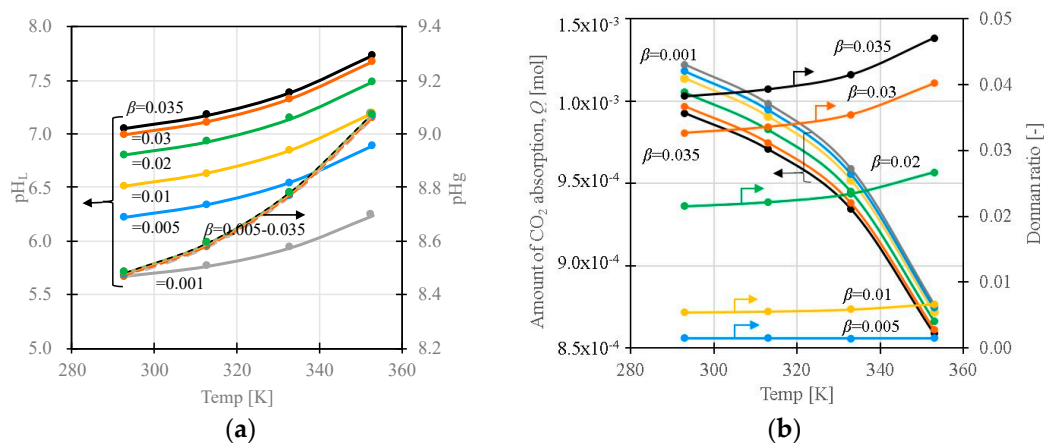 (a)
8.0
7.5
7.0
6.5
6.0
5.5
5.0
pH_L
9.4
9.2
9.0
8.8
8.6
8.4
8.2
pHg
β=0.035
=0.03
=0.02
=0.01
=0.005
β=0.005-0.035
=0.001
280 300 320 340 360
Temp [K]
(a)
1.5x10⁻³
1.0x10⁻³
9.5x10⁻⁴
9.0x10⁻⁴
8.5x10⁻⁴
Amount of CO₂ absorption, Q [mol]
0.05
0.04
0.03
0.02
0.01
0.00
Donnan ratio [-]
β=0.001
β=0.035
β=0.03
β=0.035
β=0.02
β=0.01
β=0.005
280 300 320 340 360
Temp [K]
(b)